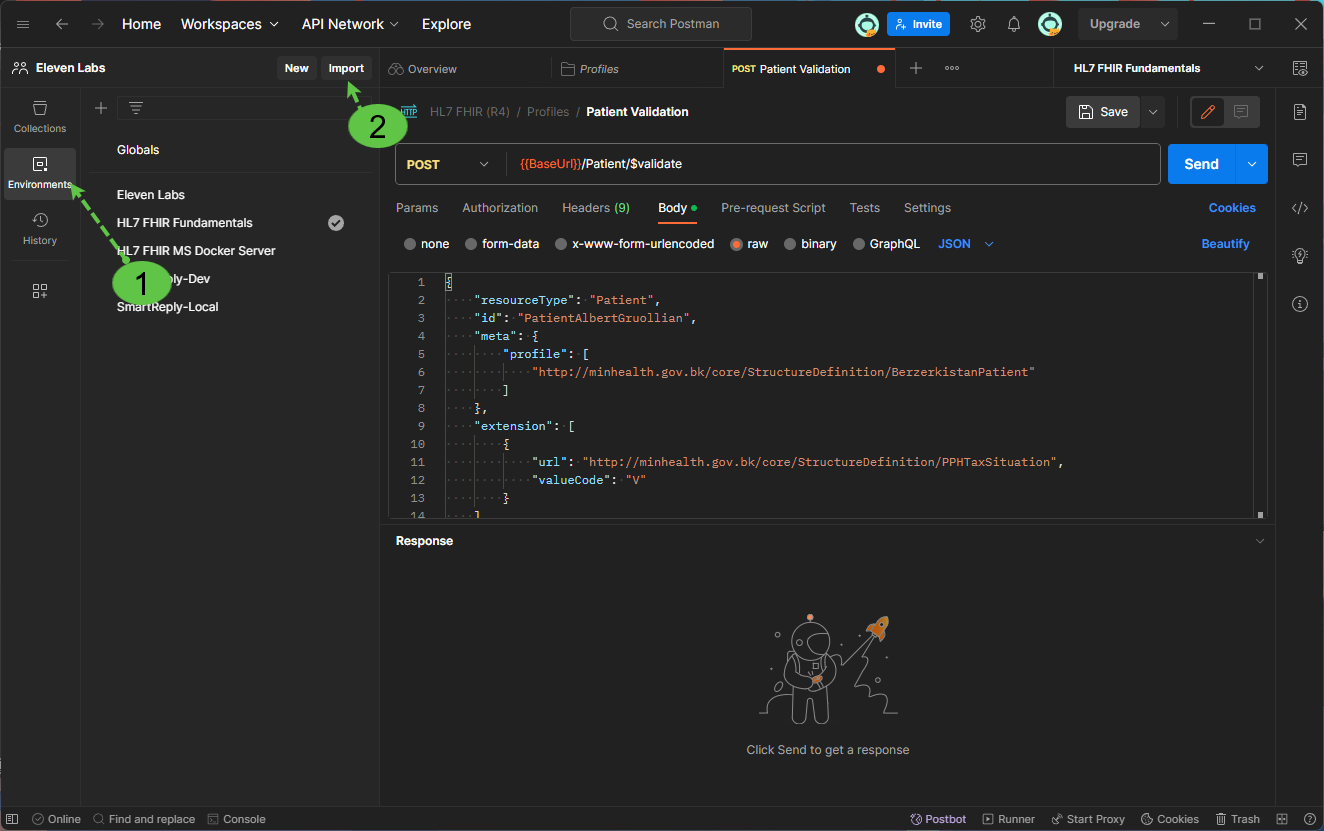 Home Workspaces API Network Explore Search Postman Invite Upgrade
Eleven Labs New Import Overview Profiles POST Patient Validation HL7 FHIR Fundamentals
2
HTTP HL7 FHIR (R4) / Profiles / Patient Validation Save
Collections
Globals
POST {{BaseUrl}}/Patient/$validate Send
Environments
Eleven Labs
HL7 FHIR Fundamentals
HL7 FHIR MS Docker Server
1
ply-Dev
SmartReply-Local
History
Params Authorization Headers (9) Body Pre-request Script Tests Settings Cookies
none form-data x-www-form-urlencoded raw binary GraphQL JSON Beautify
1 {
2 "resourceType": "Patient",
3 "id": "PatientAlbertGruollian",
4 "meta": {
5 "profile": [
6 "http://minhealth.gov.bk/core/StructureDefinition/BerzerkistanPatient"
7 ]
8 },
9 "extension": [
10 {
11 "url": "http://minhealth.gov.bk/core/StructureDefinition/PPHTaxSituation",
12 "valueCode": "V"
13 }
14 ]
Response
Click Send to get a response
Online Find and replace Console Postbot Runner Start Proxy Cookies Trash